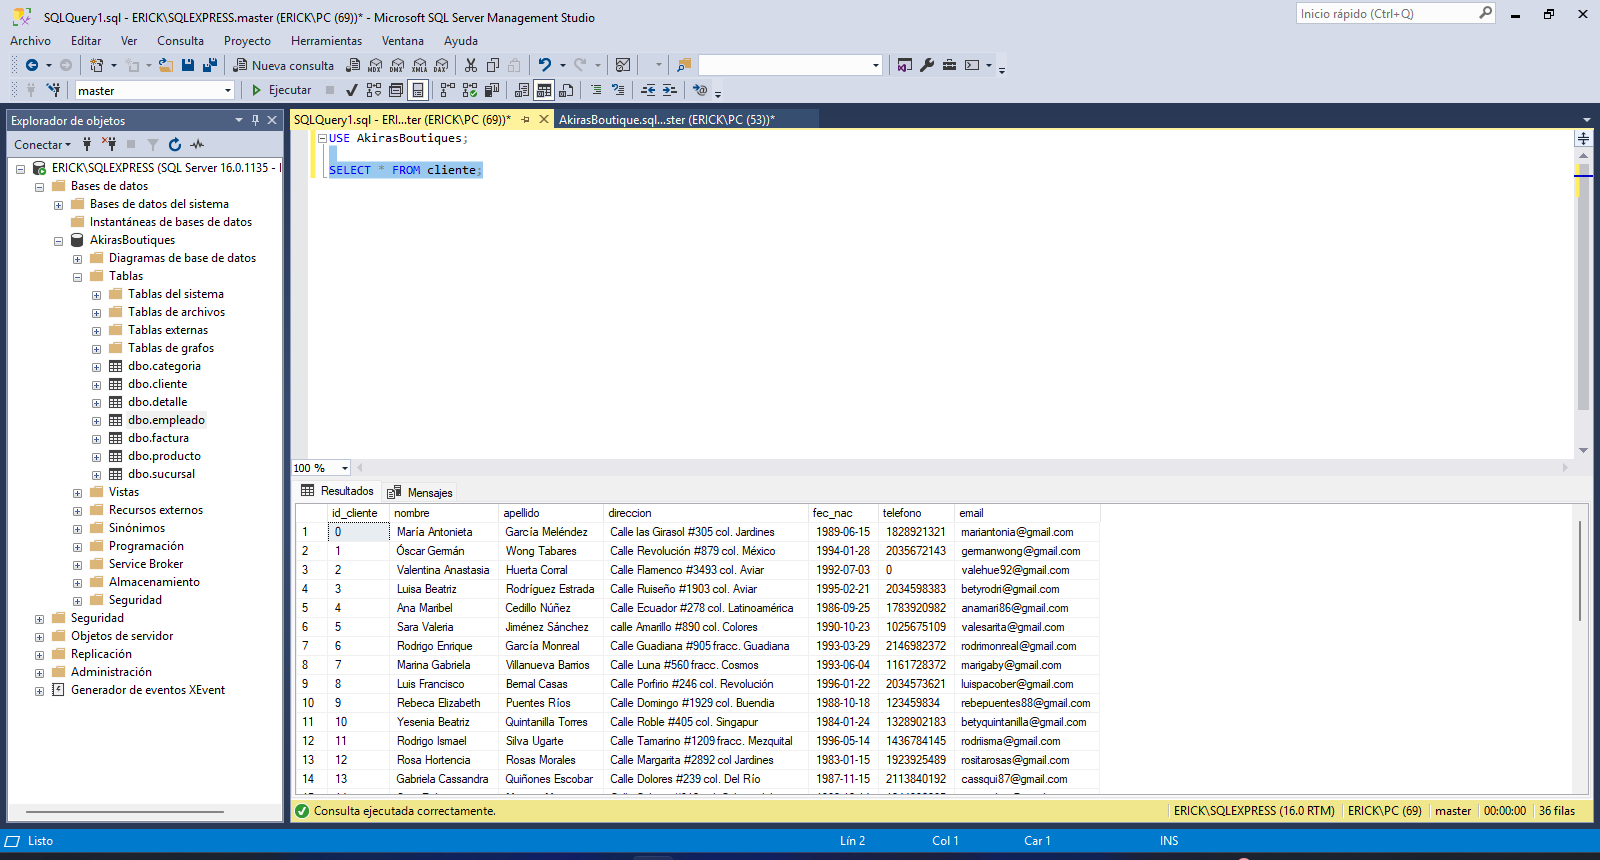 SQLQuery1.sql - ERICK\SQLEXPRESS.master (ERICK\PC (69))* - Microsoft SQL Server Management Studio
Inicio rápido (Ctrl+Q)
Archivo Editar Ver Consulta Proyecto Herramientas Ventana Ayuda
Nueva consulta MDX DMX XMLA DAX
master Ejecutar
Explorador de objetos
Conectar
ERICK\SQLEXPRESS (SQL Server 16.0.1135 - I
Bases de datos
Bases de datos del sistema
Instantáneas de bases de datos
AkirasBoutiques
Diagramas de base de datos
Tablas
Tablas del sistema
Tablas de archivos
Tablas externas
Tablas de grafos
dbo.categoria
dbo.cliente
dbo.detalle
dbo.empleado
dbo.factura
dbo.producto
dbo.sucursal
Vistas
Recursos externos
Sinónimos
Programación
Service Broker
Almacenamiento
Seguridad
Seguridad
Objetos de servidor
Replicación
Administración
Generador de eventos XEvent
SQLQuery1.sql - ERI...ter (ERICK\PC (69))* AkirasBoutique.sql...ster (ERICK\PC (53))*
USE AkirasBoutiques;
SELECT * FROM cliente;
100 %
Resultados Mensajes
id_cliente nombre apellido direccion fec_nac telefono email
1 0 María Antonieta García Meléndez Calle las Girasol #305 col. Jardines 1989-06-15 1828921321 mariantonia@gmail.com
2 1 Óscar Germán Wong Tabares Calle Revolución #879 col. México 1994-01-28 2035672143 germanwong@gmail.com
3 2 Valentina Anastasia Huerta Corral Calle Flamenco #3493 col. Aviar 1992-07-03 0 valehue92@gmail.com
4 3 Luisa Beatriz Rodríguez Estrada Calle Ruiseño #1903 col. Aviar 1995-02-21 2034598383 betyrodri@gmail.com
5 4 Ana Maribel Cedillo Núñez Calle Ecuador #278 col. Latinoamérica 1986-09-25 1783920982 anamari86@gmail.com
6 5 Sara Valeria Jiménez Sánchez calle Amarillo #890 col. Colores 1990-10-23 1025675109 valesarita@gmail.com
7 6 Rodrigo Enrique García Monreal Calle Guadiana #905 fracc. Guadiana 1993-03-29 2146982372 rodrimonreal@gmail.com
8 7 Marina Gabriela Villanueva Barrios Calle Luna #560 fracc. Cosmos 1993-06-04 1161728372 marigaby@gmail.com
9 8 Luis Francisco Bernal Casas Calle Porfirio #246 col. Revolución 1996-01-22 2034573621 luispacober@gmail.com
10 9 Rebeca Elizabeth Puentes Ríos Calle Domingo #1929 col. Buendia 1988-10-18 123459834 rebepuentes88@gmail.com
11 10 Yesenia Beatriz Quintanilla Torres Calle Roble #405 col. Singapur 1984-01-24 1328902183 betyquintanilla@gmail.com
12 11 Rodrigo Ismael Silva Ugarte Calle Tamarino #1209 fracc. Mezquital 1996-05-14 1436784145 rodriisma@gmail.com
13 12 Rosa Hortencia Rosas Morales Calle Margarita #2892 col Jardines 1983-01-15 1923925489 rositarosas@gmail.com
14 13 Gabriela Cassandra Quiñones Escobar Calle Dolores #239 col. Del Río 1987-11-15 2113840192 cassqui87@gmail.com
Consulta ejecutada correctamente. ERICK\SQLEXPRESS (16.0 RTM) ERICK\PC (69) master 00:00:00 36 filas
Listo Lín 2 Col 1 Car 1 INS